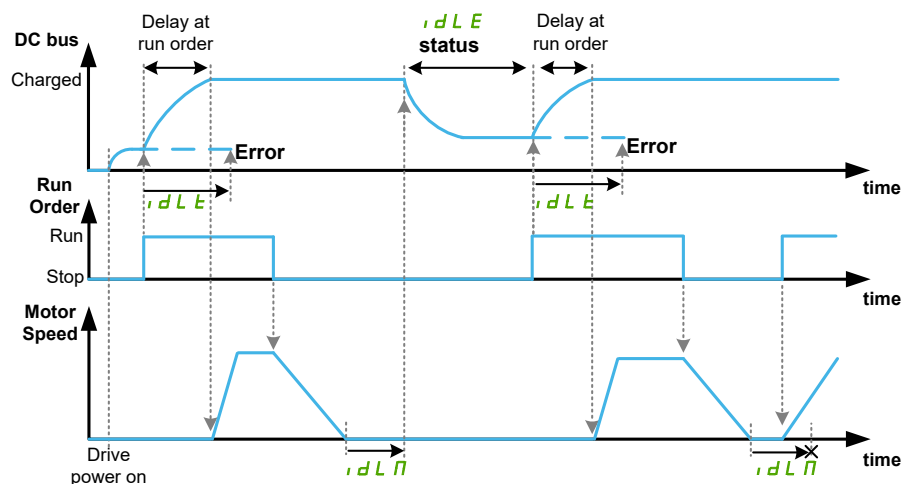 Delay at
run order
idLE
status
Delay at
run order
DC bus
Charged
Error
Error
idLt
idLt
time
Run
Order
Run
Stop
time
Motor
Speed
Drive
power on
idLM
idLM
time